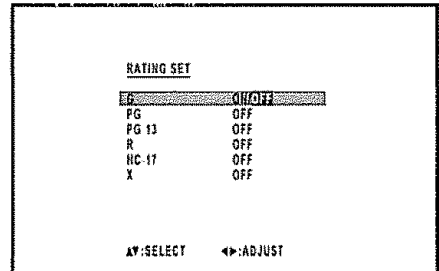 RATING SET
G ON/OFF
PG OFF
PG 13 OFF
R OFF
NC-17 OFF
X OFF
▲▼:SELECT ◀▶:ADJUST